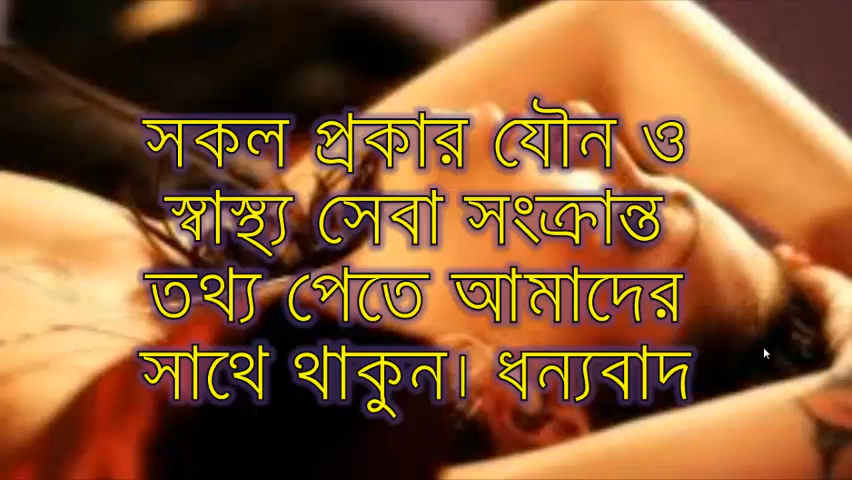 সকল প্রকার যৌন ও
স্বাস্থ্য সেবা সংক্রান্ত
তথ্য পেতে আমাদের
সাথে থাকুন। ধন্যবাদ